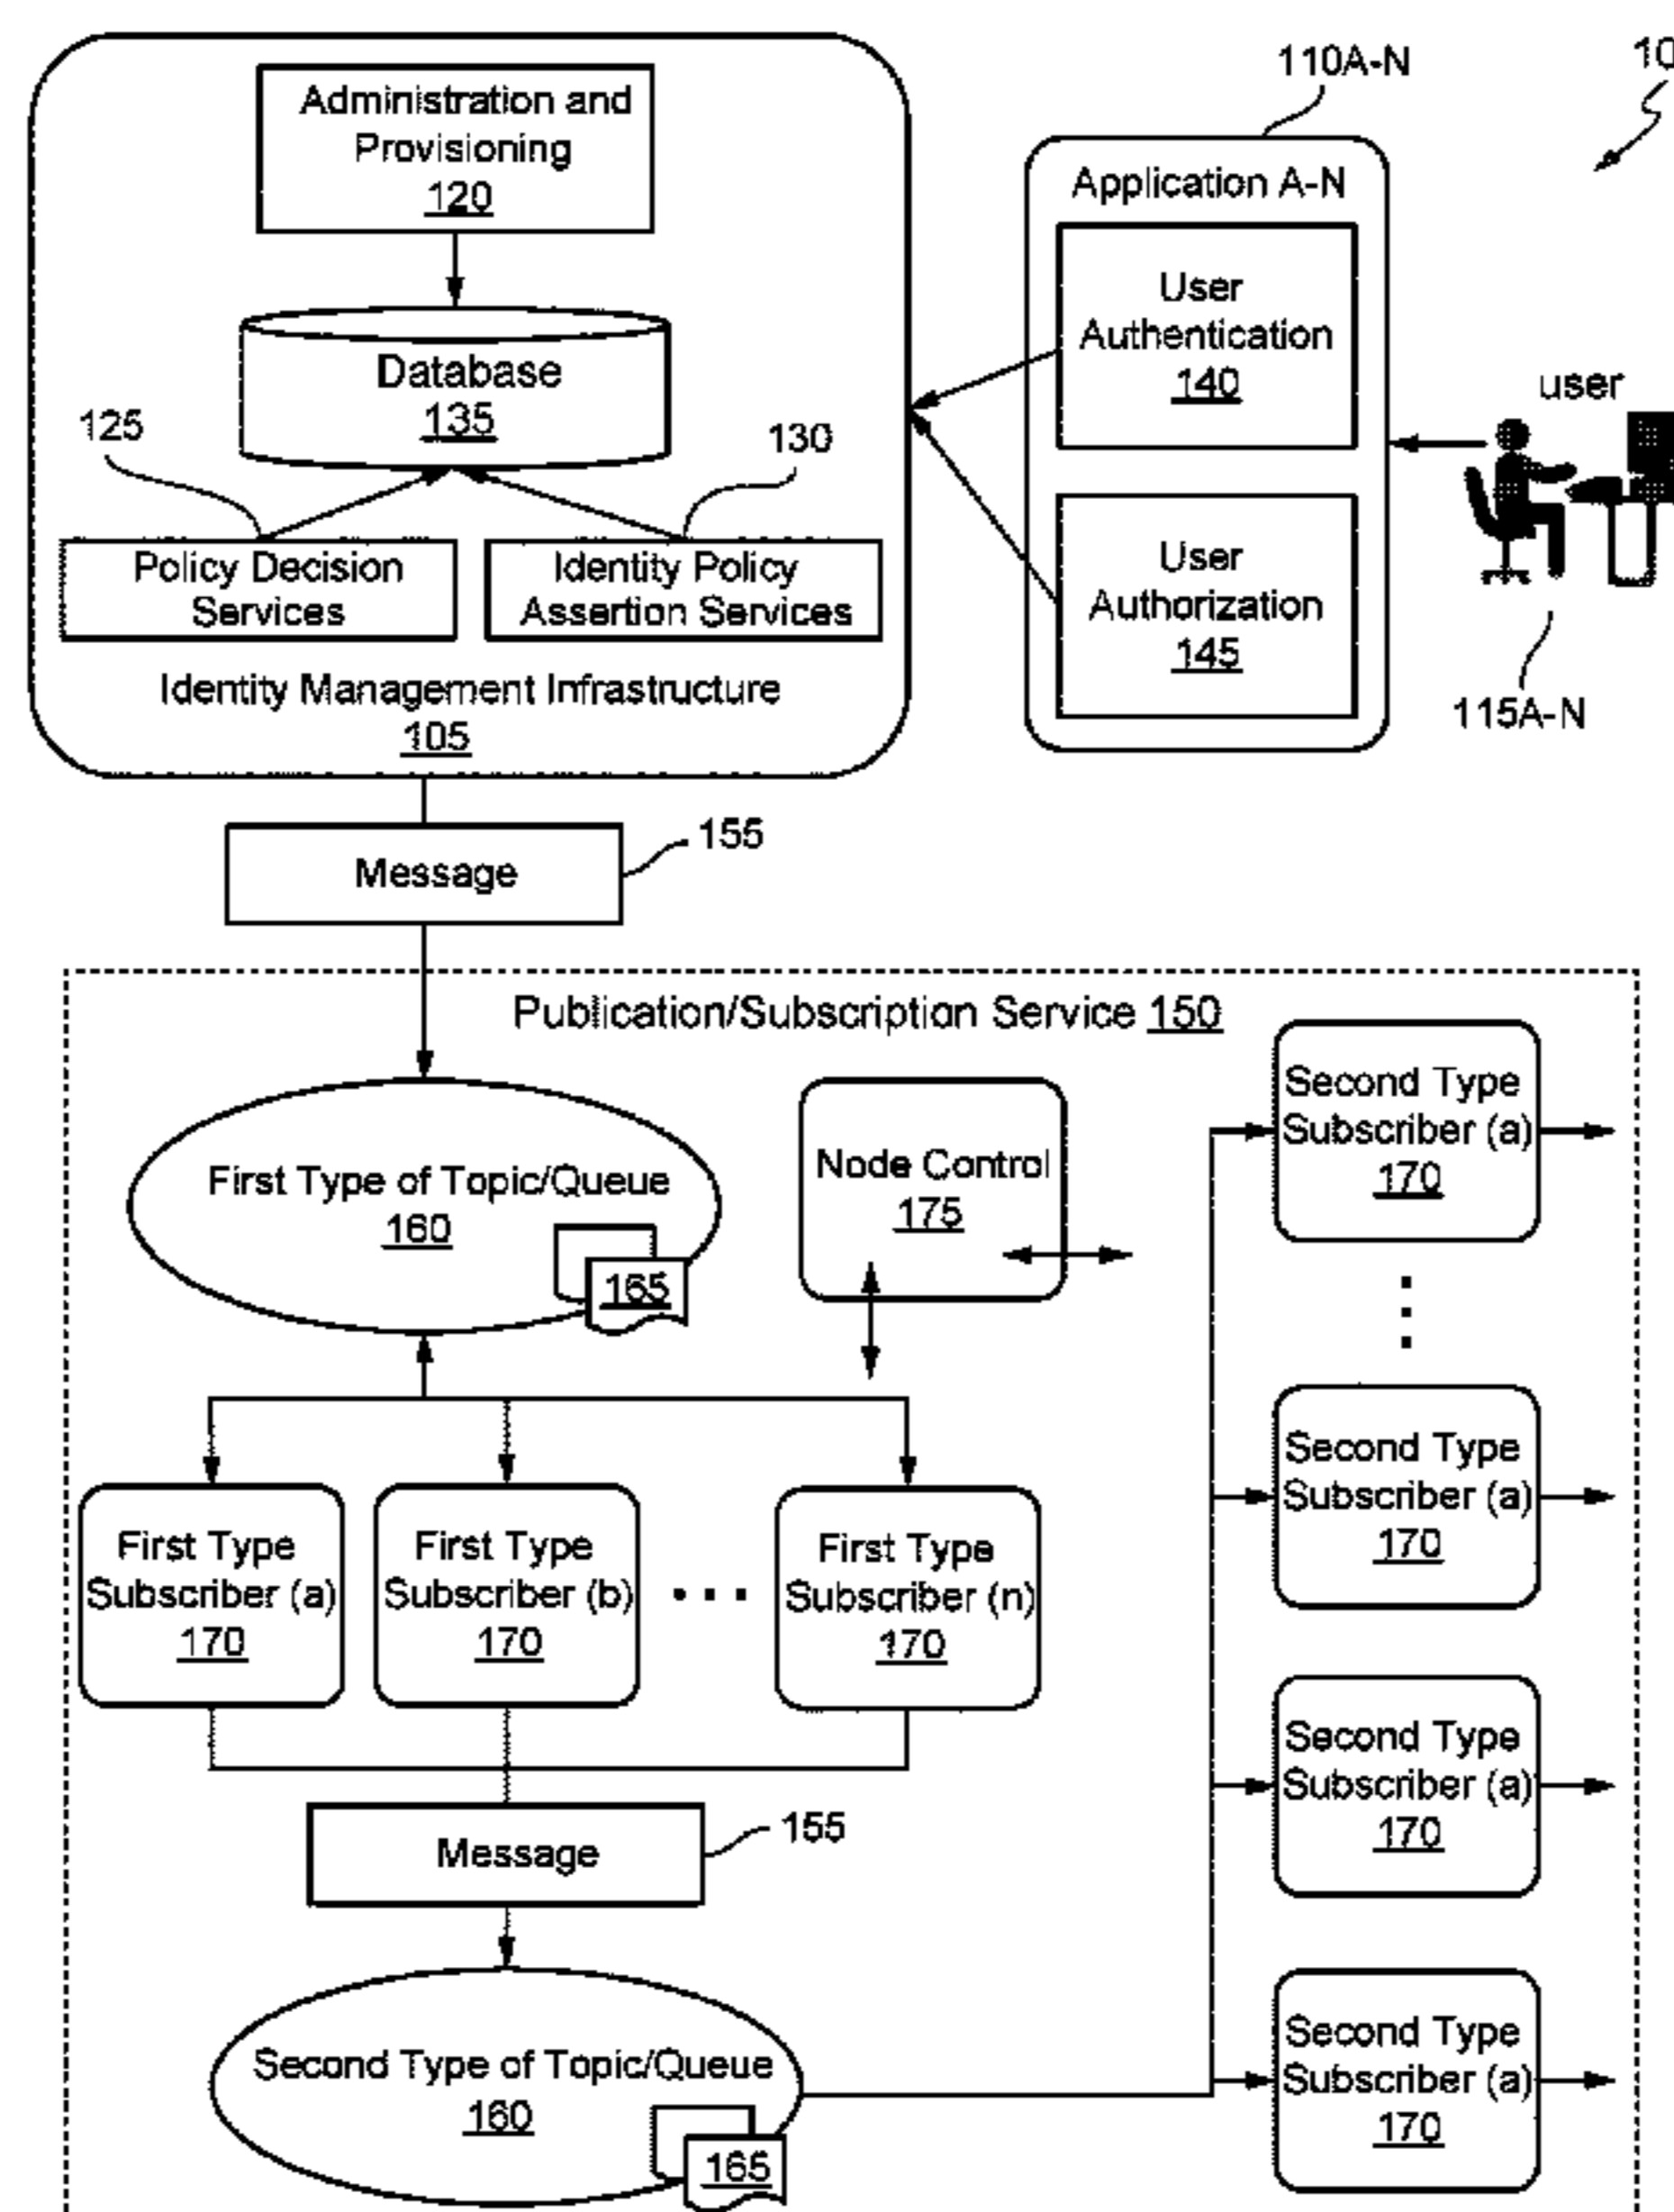 Administration and
Provisioning
120
Database
135
125
130
Policy Decision
Services
Identity Policy
Assertion Services
Identity Management Infrastructure
105
110A-N
Application A-N
User
Authentication
140
User
Authorization
145
user
115A-N
Message
155
Publication/Subscription Service 150
First Type of Topic/Queue
160
165
Node Control
175
First Type
Subscriber (a)
170
First Type
Subscriber (b)
170
. . .
First Type
Subscriber (n)
170
Message
155
Second Type of Topic/Queue
160
165
Second Type
Subscriber (a)
170
Second Type
Subscriber (a)
170
Second Type
Subscriber (a)
170
Second Type
Subscriber (a)
170